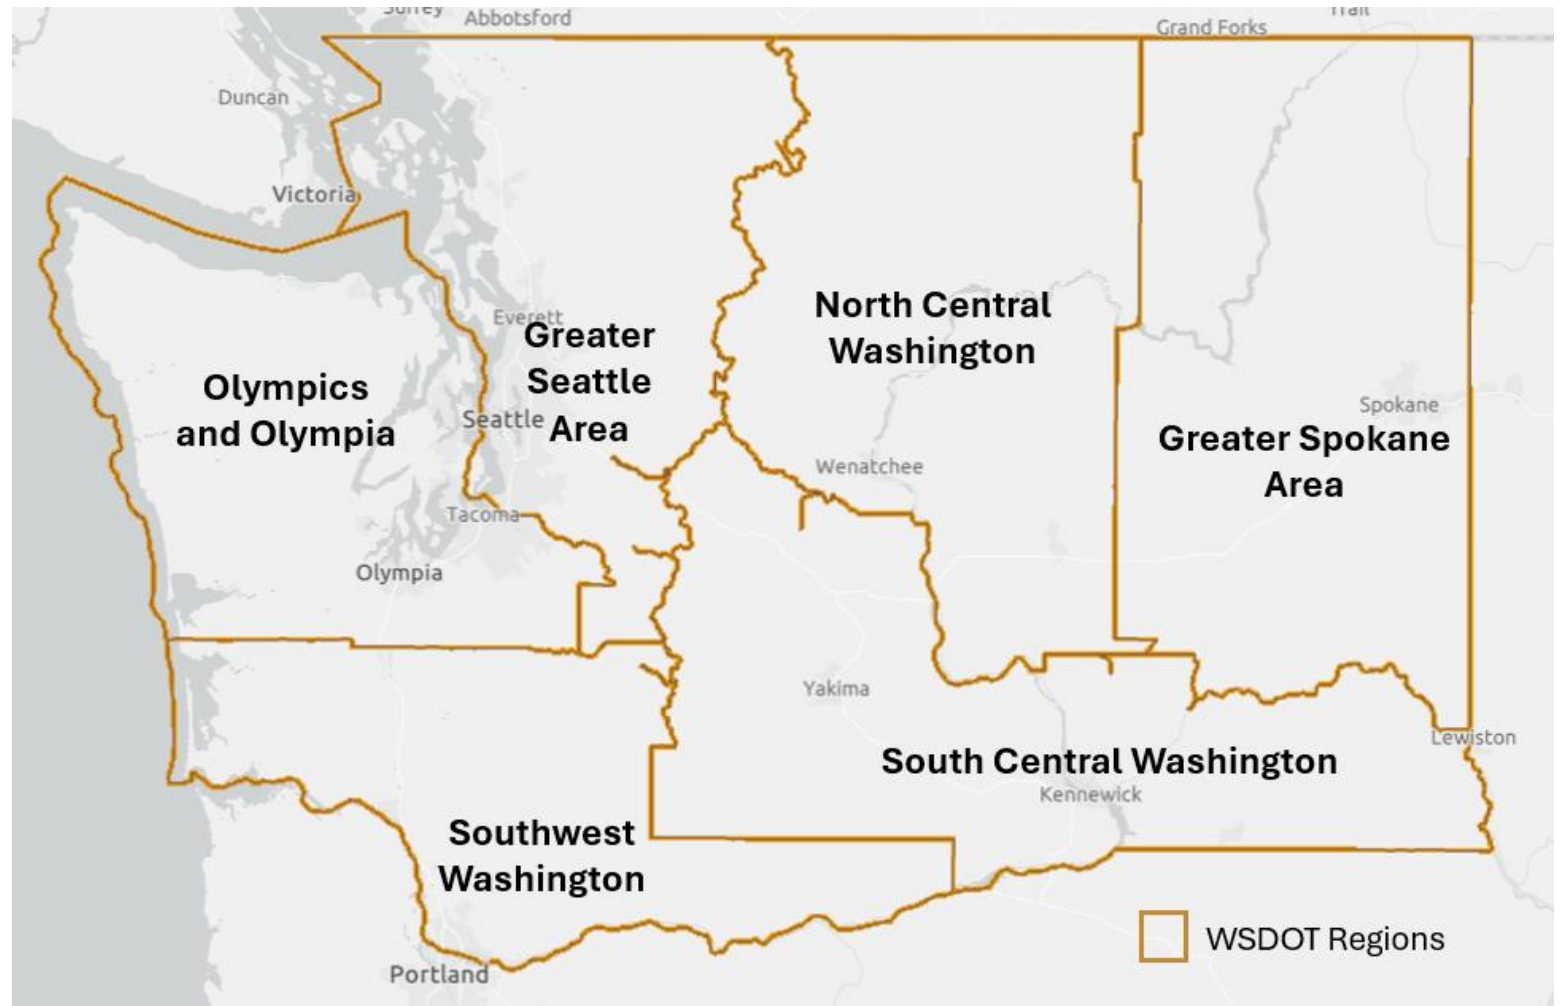 Abbotsford
Grand Forks
Duncan
Victoria
Everett
Greater
Seattle
Area
North Central
Washington
Olympics
and Olympia
Seattle
Spokane
Greater Spokane
Area
Wenatchee
Tacoma
Olympia
Yakima
Lewiston
South Central Washington
Kennewick
Southwest
Washington
WSDOT Regions
Portland